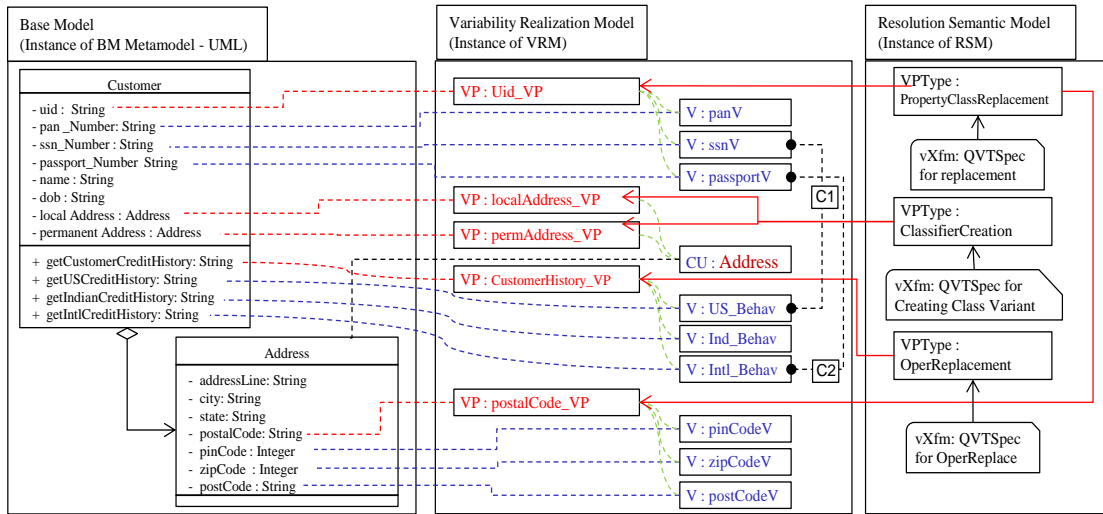 Base Model
(Instance of BM Metamodel - UML)
Customer
- uid : String
- pan _Number: String
- ssn_Number : String
- passport_Number String
- name : String
- dob : String
- local Address : Address
- permanent Address : Address
+ getCustomerCreditHistory: String
+ getUSCreditHistory: String
+ getIndianCreditHistory: String
+ getIntlCreditHistory: String
Address
- addressLine: String
- city: String
- state: String
- postalCode: String
- pinCode : Integer
- zipCode : Integer
- postCode : String
Variability Realization Model
(Instance of VRM)
VP : Uid_VP
V : panV
V : ssnV
V : passportV
VP : localAddress_VP
C1
VP : permAddress_VP
CU : Address
VP : CustomerHistory_VP
V : US_Behav
V : Ind_Behav
V : Intl_Behav
C2
VP : postalCode_VP
V : pinCodeV
V : zipCodeV
V : postCodeV
Resolution Semantic Model
(Instance of RSM)
VPType :
PropertyClassReplacement
vXfm: QVTSpec
for replacement
VPType :
ClassifierCreation
vXfm: QVTSpec for
Creating Class Variant
VPType :
OperReplacement
vXfm: QVTSpec
for OperReplace